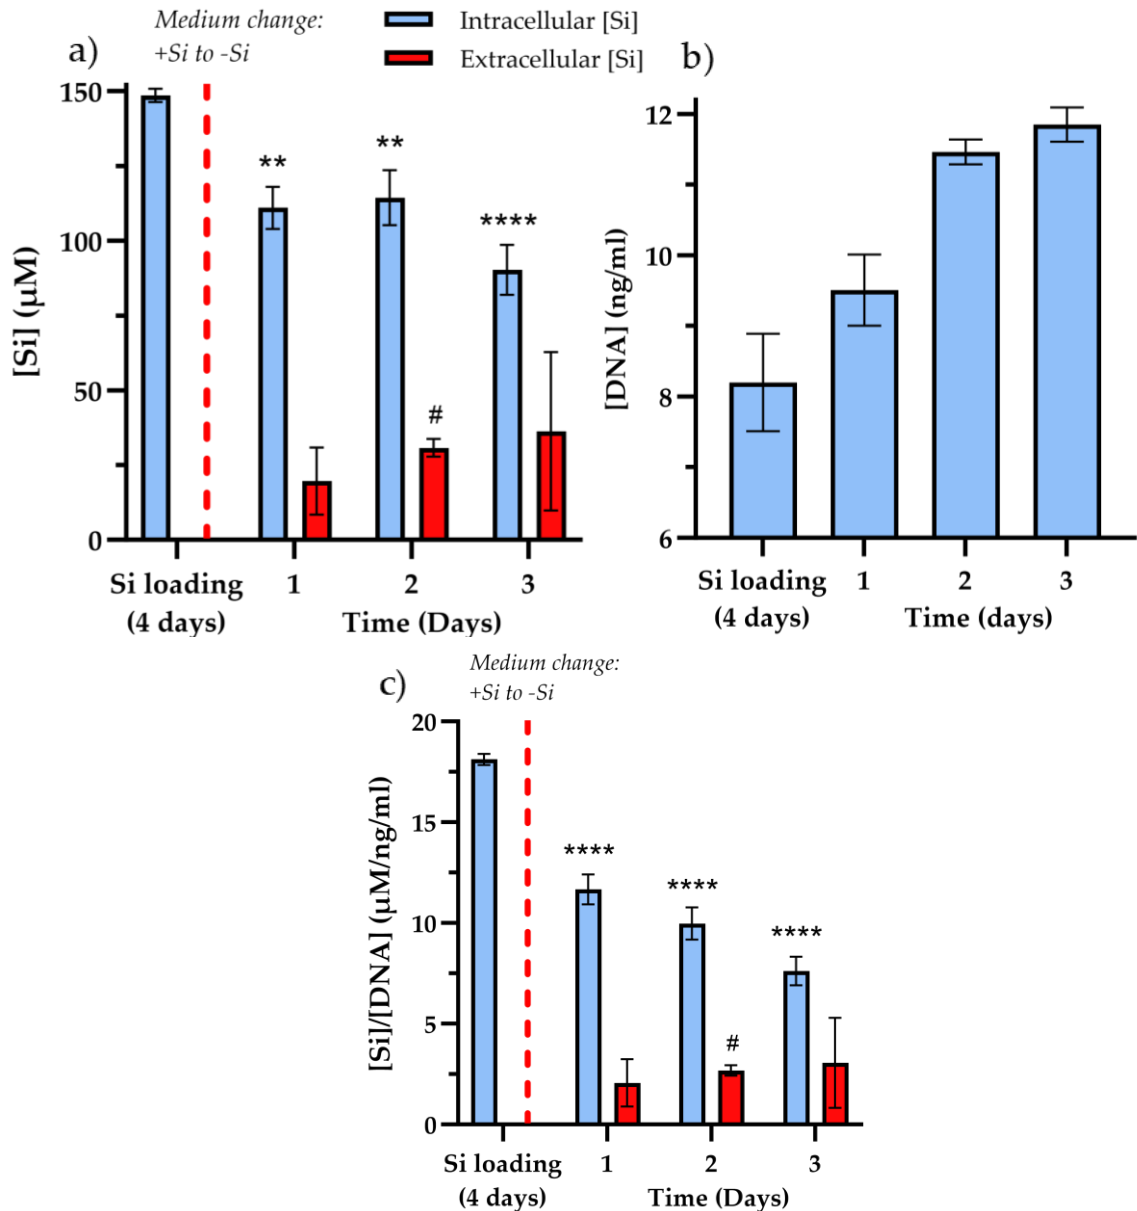 Medium change:
+Si to -Si
Intracellular [Si]
Extracellular [Si]
a)
[Si] (μM)
150
100
50
0
**
**
****
#
Si loading
(4 days)
1
2
3
Time (Days)
b)
[DNA] (ng/ml)
12
10
8
6
Si loading
(4 days)
1
2
3
Time (days)
Medium change:
+Si to -Si
c)
[Si]/[DNA] (μM/ng/ml)
20
15
10
5
0
****
****
****
#
Si loading
(4 days)
1
2
3
Time (Days)